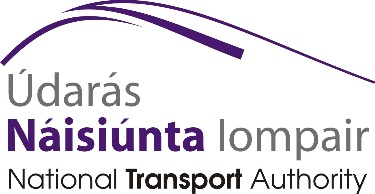 Údarás
Náisiúnta Iompair
National Transport Authority